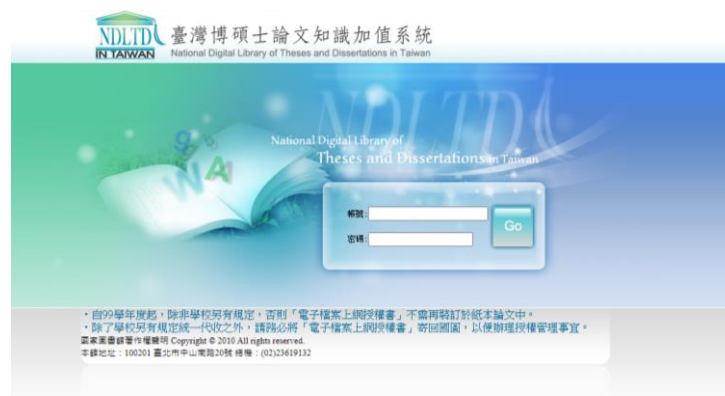 NDLTD
IN TAIWAN
臺灣博碩士論文知識加值系統
National Digital Library of Theses and Dissertations in Taiwan
NDLTD
National Digital Library of
Theses and Dissertations in Taiwan
帳號:
密碼:
Go
・自99學年度起,除非學校另有規定,否則「電子檔案上網授權書」不需再裝訂於紙本論文中。
・除了學校另有規定統一代收之外,請務必將「電子檔案上網授權書」寄回國圖,以便辦理授權管理事宜。
國家圖書館著作權聲明 Copyright © 2010 All rights reserved.
本館地址:100201 臺北市中山南路20號 總機:(02)23619132